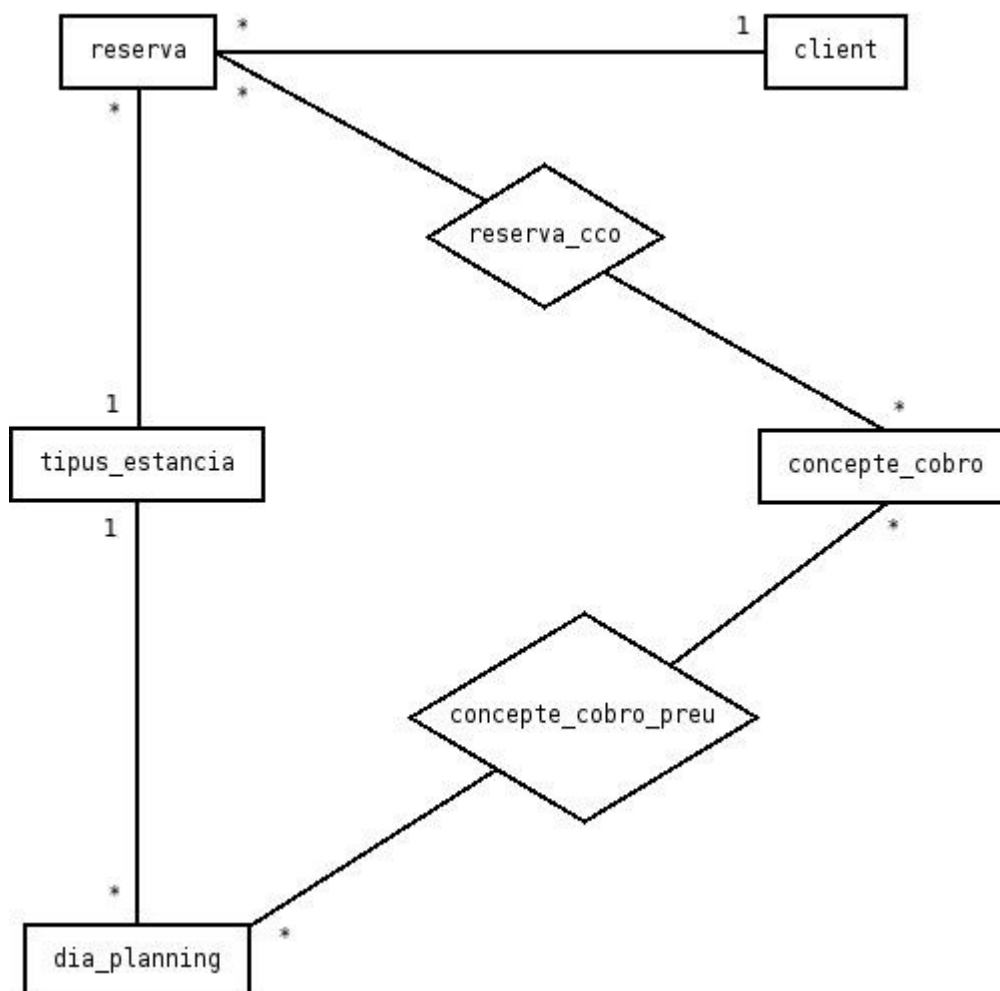 * 1
reserva client
* *
reserva_cco
1 *
tipus_estancia concepte_cobro
1 *
concepte_cobro_preu
* *
dia_planning